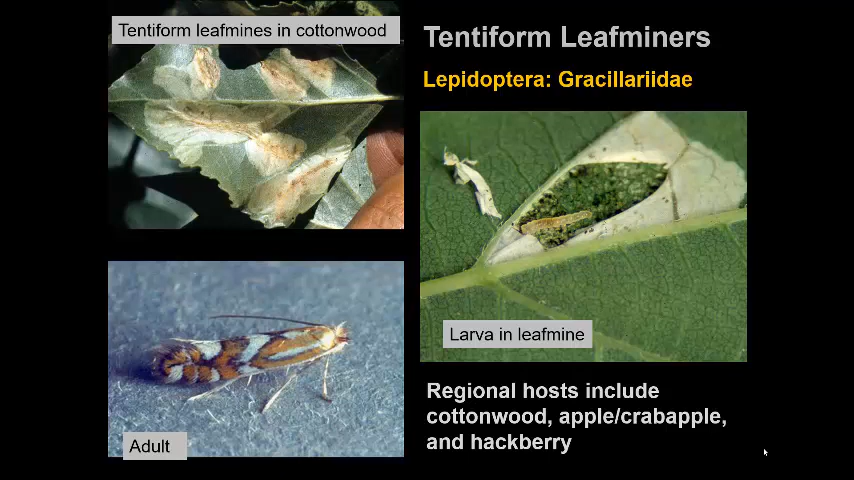 Tentiform leafmines in cottonwood
Tentiform Leafminers
Lepidoptera: Gracillariidae
Larva in leafmine
Adult
Regional hosts include
cottonwood, apple/crabapple,
and hackberry